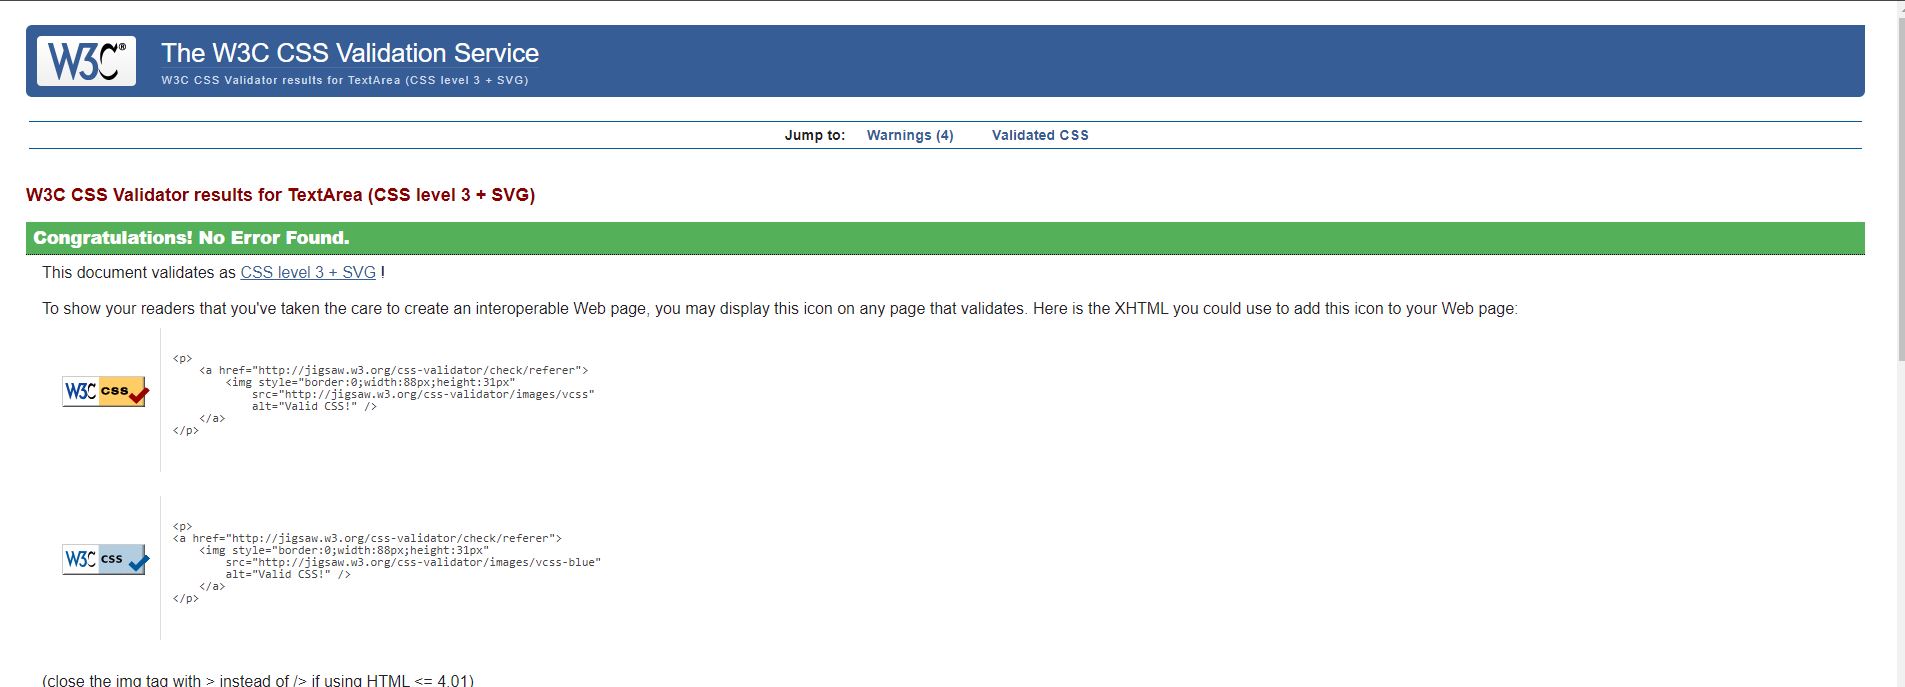 W3C®
The W3C CSS Validation Service
W3C CSS Validator results for TextArea (CSS level 3 + SVG)
Jump to: Warnings (4) Validated CSS
W3C CSS Validator results for TextArea (CSS level 3 + SVG)
Congratulations! No Error Found.
This document validates as CSS level 3 + SVG !
To show your readers that you've taken the care to create an interoperable Web page, you may display this icon on any page that validates. Here is the XHTML you could use to add this icon to your Web page:
W3C css
<p>
<a href="http://jigsaw.w3.org/css-validator/check/referer">
<img style="border:0;width:88px;height:31px"
src="http://jigsaw.w3.org/css-validator/images/vcss"
alt="Valid CSS!" />
</a>
</p>
W3C css
<p>
<a href="http://jigsaw.w3.org/css-validator/check/referer">
<img style="border:0;width:88px;height:31px"
src="http://jigsaw.w3.org/css-validator/images/vcss-blue"
alt="Valid CSS!" />
</a>
</p>
(close the img tag with > instead of /> if using HTML <= 4.01)